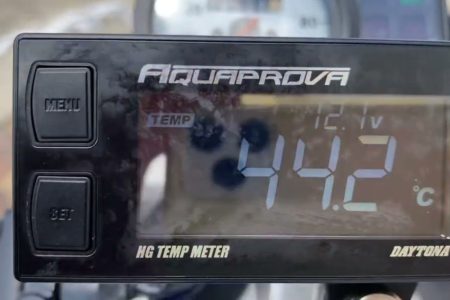 AQUAPROVA
MENU
TEMP
12.1v
44.2 ℃
SET
HG TEMP METER
DAYTONA